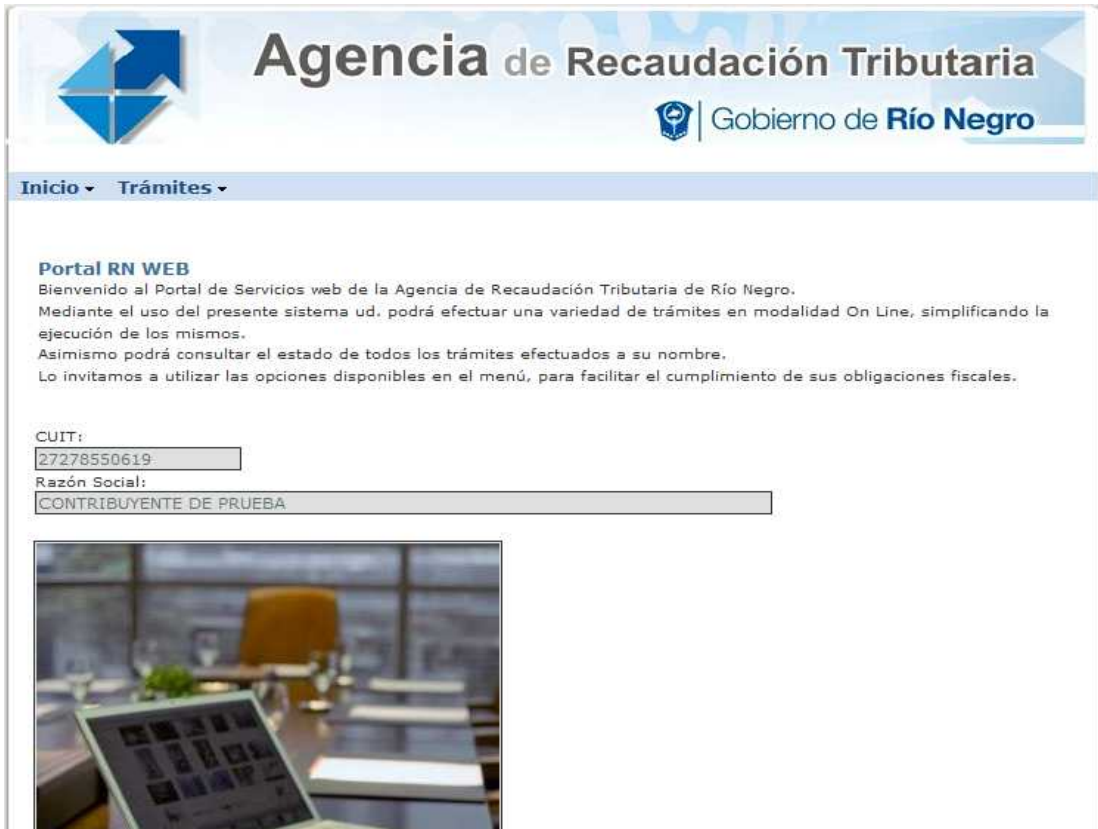 Agencia de Recaudación Tributaria
Gobierno de Río Negro
Inicio Trámites
Portal RN WEB
Bienvenido al Portal de Servicios web de la Agencia de Recaudación Tributaria de Río Negro.
Mediante el uso del presente sistema ud. podrá efectuar una variedad de trámites en modalidad On Line, simplificando la
ejecución de los mismos.
Asimismo podrá consultar el estado de todos los trámites efectuados a su nombre.
Lo invitamos a utilizar las opciones disponibles en el menú, para facilitar el cumplimiento de sus obligaciones fiscales.
CUIT:
27278550619
Razón Social:
CONTRIBUYENTE DE PRUEBA